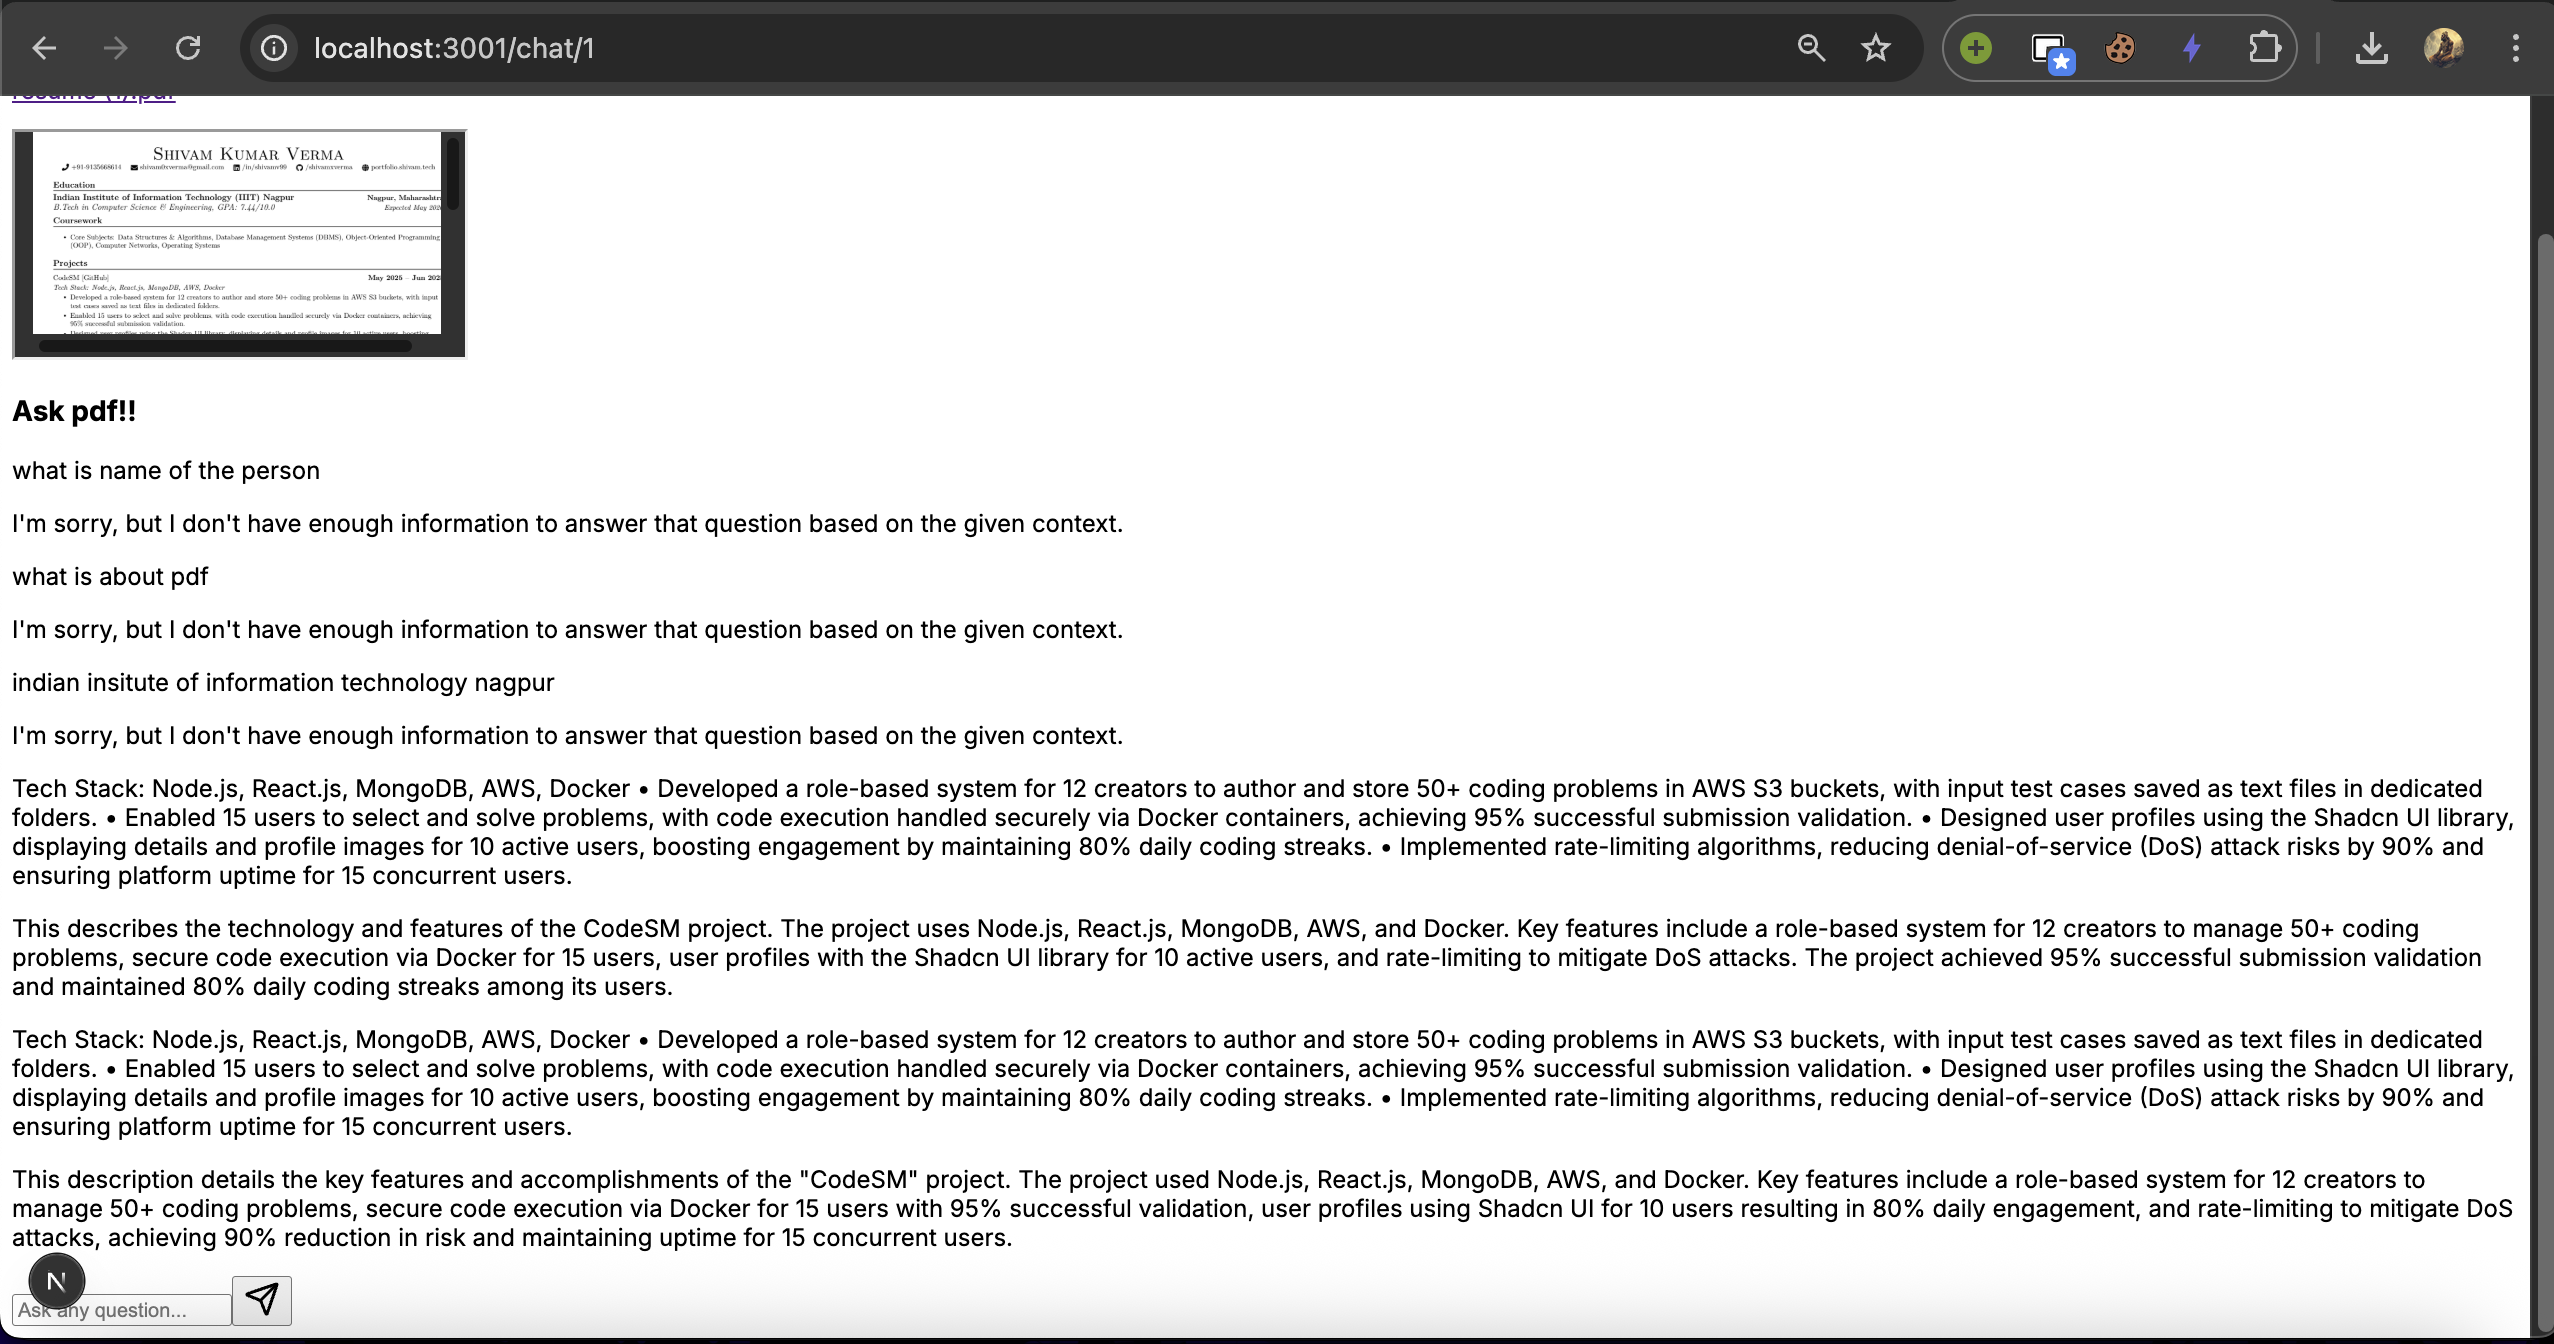 localhost:3001/chat/1
resume (1).pdf
SHIVAM KUMAR VERMA
+91-9135668614 shivam0xverma@gmail.com /in/shivamv99 /shivamxverma portfolio.shivam.tech
Education
Indian Institute of Information Technology (IIIT) Nagpur Nagpur, Maharashtra
B.Tech in Computer Science & Engineering, GPA: 7.44/10.0 Expected May 202
Coursework
• Core Subjects: Data Structures & Algorithms, Database Management Systems (DBMS), Object-Oriented Programming
(OOP), Computer Networks, Operating Systems
Projects
CodeSM [GitHub] May 2025 – Jun 202
Tech Stack: Node.js, React.js, MongoDB, AWS, Docker
• Developed a role-based system for 12 creators to author and store 50+ coding problems in AWS S3 buckets, with input
test cases saved as text files in dedicated folders.
• Enabled 15 users to select and solve problems, with code execution handled securely via Docker containers, achieving
95% successful submission validation.
• Designed user profiles using the Shadcn UI library, displaying details and profile images for 10 active users, boosting
Ask pdf!!
what is name of the person
I'm sorry, but I don't have enough information to answer that question based on the given context.
what is about pdf
I'm sorry, but I don't have enough information to answer that question based on the given context.
indian insitute of information technology nagpur
I'm sorry, but I don't have enough information to answer that question based on the given context.
Tech Stack: Node.js, React.js, MongoDB, AWS, Docker • Developed a role-based system for 12 creators to author and store 50+ coding problems in AWS S3 buckets, with input test cases saved as text files in dedicated
folders. • Enabled 15 users to select and solve problems, with code execution handled securely via Docker containers, achieving 95% successful submission validation. • Designed user profiles using the Shadcn UI library,
displaying details and profile images for 10 active users, boosting engagement by maintaining 80% daily coding streaks. • Implemented rate-limiting algorithms, reducing denial-of-service (DoS) attack risks by 90% and
ensuring platform uptime for 15 concurrent users.
This describes the technology and features of the CodeSM project. The project uses Node.js, React.js, MongoDB, AWS, and Docker. Key features include a role-based system for 12 creators to manage 50+ coding
problems, secure code execution via Docker for 15 users, user profiles with the Shadcn UI library for 10 active users, and rate-limiting to mitigate DoS attacks. The project achieved 95% successful submission validation
and maintained 80% daily coding streaks among its users.
Tech Stack: Node.js, React.js, MongoDB, AWS, Docker • Developed a role-based system for 12 creators to author and store 50+ coding problems in AWS S3 buckets, with input test cases saved as text files in dedicated
folders. • Enabled 15 users to select and solve problems, with code execution handled securely via Docker containers, achieving 95% successful submission validation. • Designed user profiles using the Shadcn UI library,
displaying details and profile images for 10 active users, boosting engagement by maintaining 80% daily coding streaks. • Implemented rate-limiting algorithms, reducing denial-of-service (DoS) attack risks by 90% and
ensuring platform uptime for 15 concurrent users.
This description details the key features and accomplishments of the "CodeSM" project. The project used Node.js, React.js, MongoDB, AWS, and Docker. Key features include a role-based system for 12 creators to
manage 50+ coding problems, secure code execution via Docker for 15 users with 95% successful validation, user profiles using Shadcn UI for 10 users resulting in 80% daily engagement, and rate-limiting to mitigate DoS
attacks, achieving 90% reduction in risk and maintaining uptime for 15 concurrent users.
N
Ask any question...